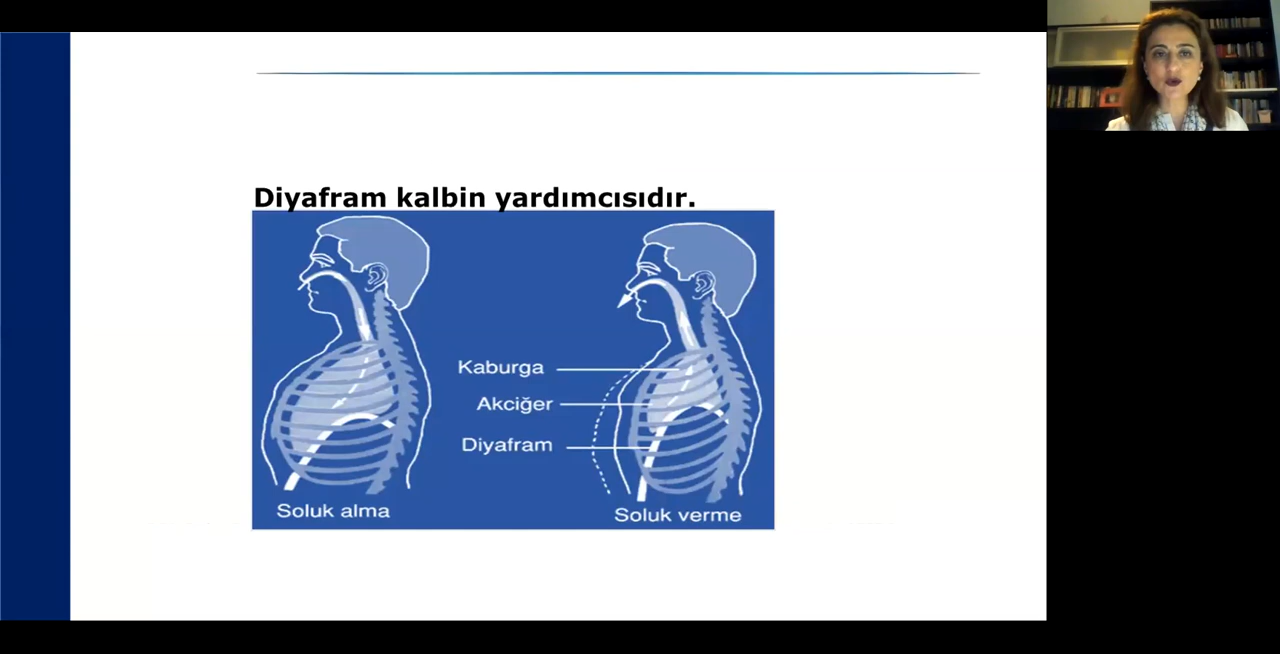 Diyafram kalbin yardımcısıdır.
Kaburga
Akciğer
Diyafram
Soluk alma
Soluk verme